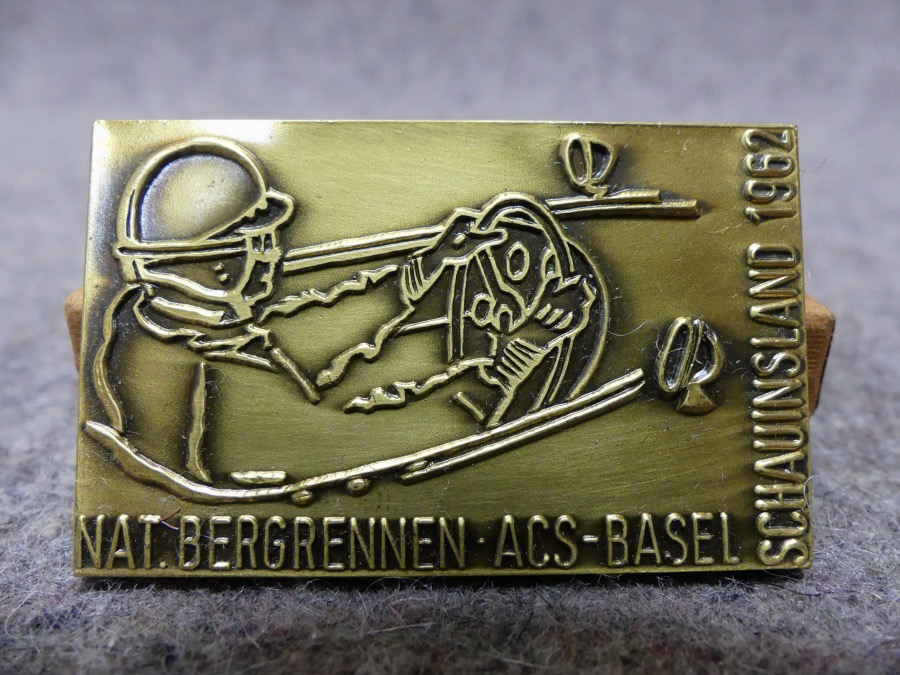 NAT. BERGRENNEN · ACS-BASEL
SCHAUINSLAND 1962